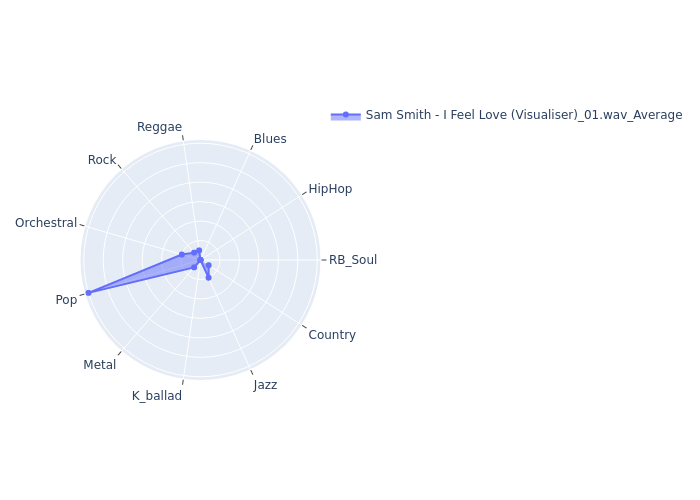 Sam Smith - I Feel Love (Visualiser)_01.wav_Average
Reggae
Blues
Rock
HipHop
Orchestral
RB_Soul
Pop
Country
Metal
Jazz
K_ballad